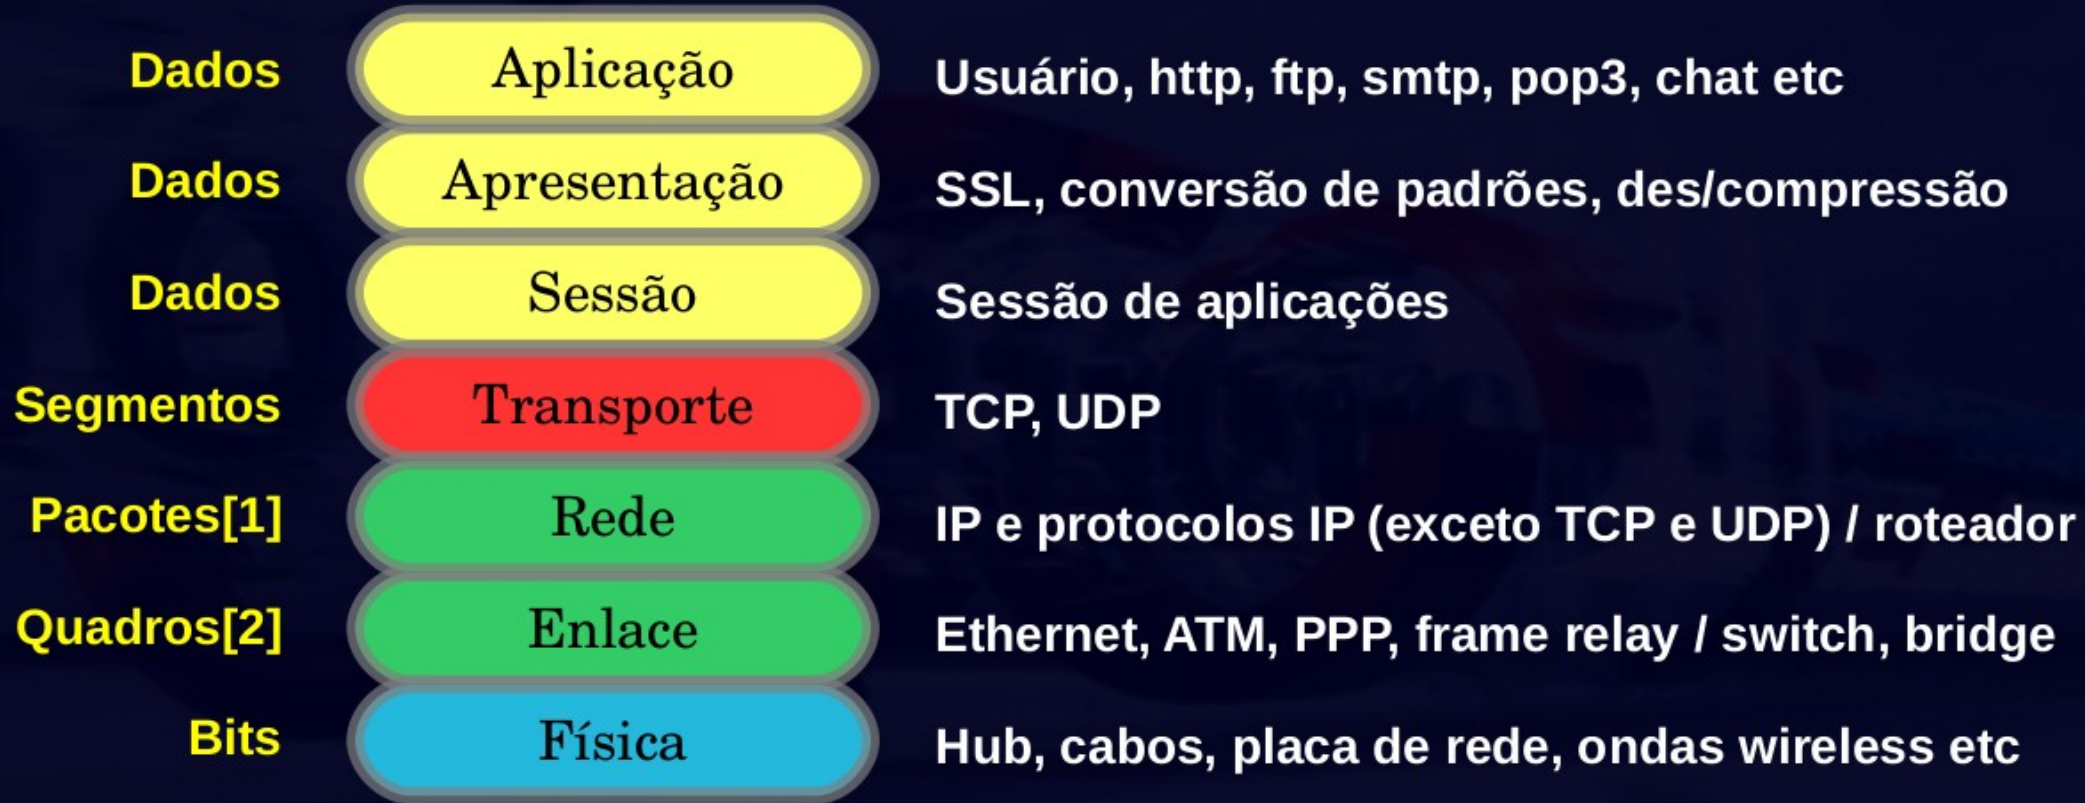 Dados Aplicação Usuário, http, ftp, smtp, pop3, chat etc
Dados Apresentação SSL, conversão de padrões, des/compressão
Dados Sessão Sessão de aplicações
Segmentos Transporte TCP, UDP
Pacotes[1] Rede IP e protocolos IP (exceto TCP e UDP) / roteador
Quadros[2] Enlace Ethernet, ATM, PPP, frame relay / switch, bridge
Bits Física Hub, cabos, placa de rede, ondas wireless etc